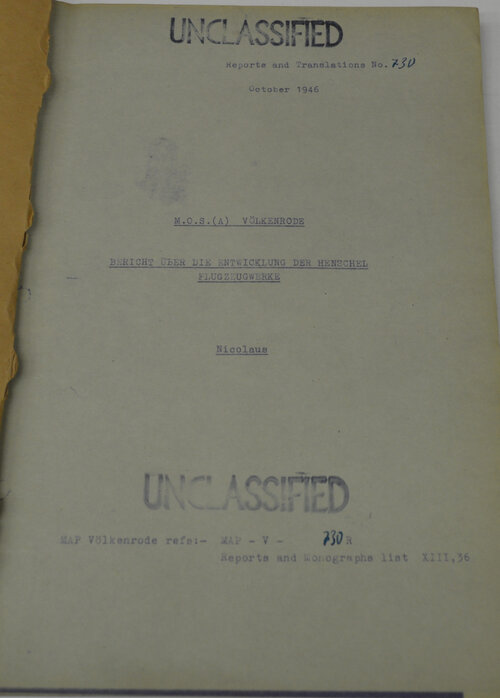 UNCLASSIFIED
Reports and Translations No. 730
October 1946
M.O.S.(A) VÖLKENRODE
BERICHT ÜBER DIE ENTWICKLUNG DER HENSCHEL
FLUGZEUGWERKE
Nicolaus
UNCLASSIFIED
MAP Völkenrode refs:- MAP - V - 730 R
Reports and Monographs list XIII,36